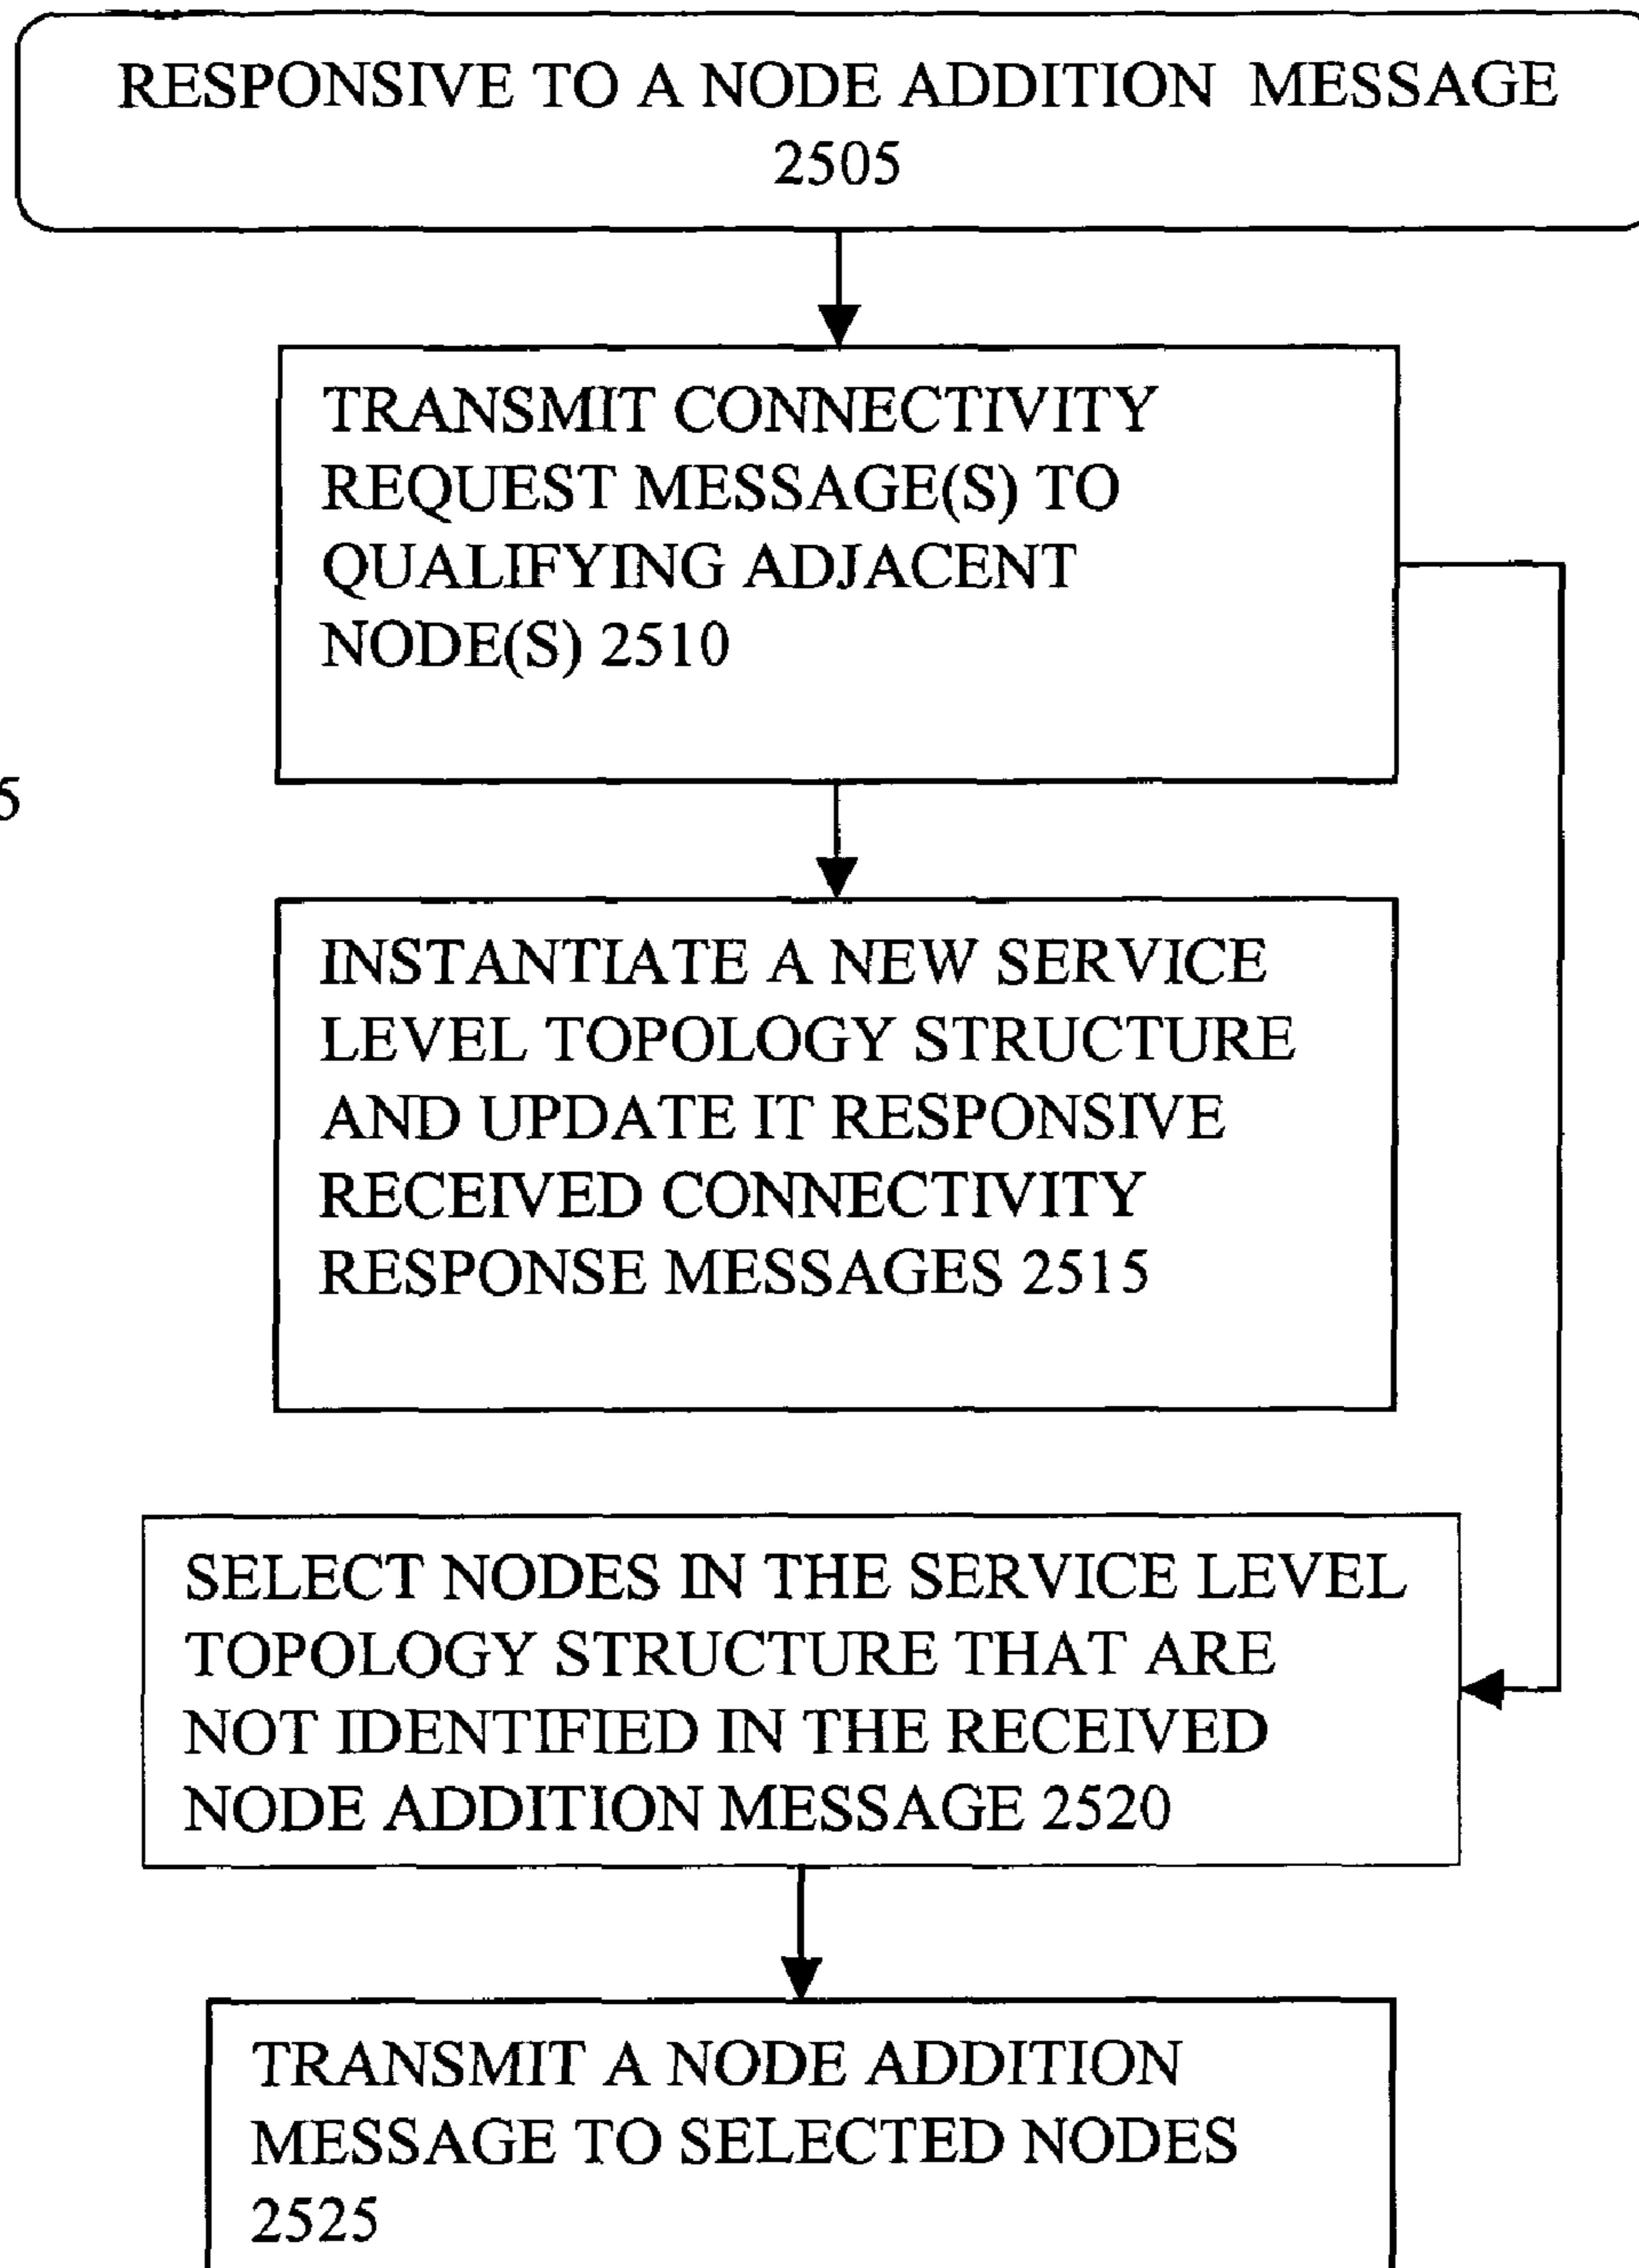 RESPONSIVE TO A NODE ADDITION MESSAGE
2505
TRANSMIT CONNECTIVITY
REQUEST MESSAGE(S) TO
QUALIFYING ADJACENT
NODE(S) 2510
5
INSTANTIATE A NEW SERVICE
LEVEL TOPOLOGY STRUCTURE
AND UPDATE IT RESPONSIVE
RECEIVED CONNECTIVITY
RESPONSE MESSAGES 2515
SELECT NODES IN THE SERVICE LEVEL
TOPOLOGY STRUCTURE THAT ARE
NOT IDENTIFIED IN THE RECEIVED
NODE ADDITION MESSAGE 2520
TRANSMIT A NODE ADDITION
MESSAGE TO SELECTED NODES
2525